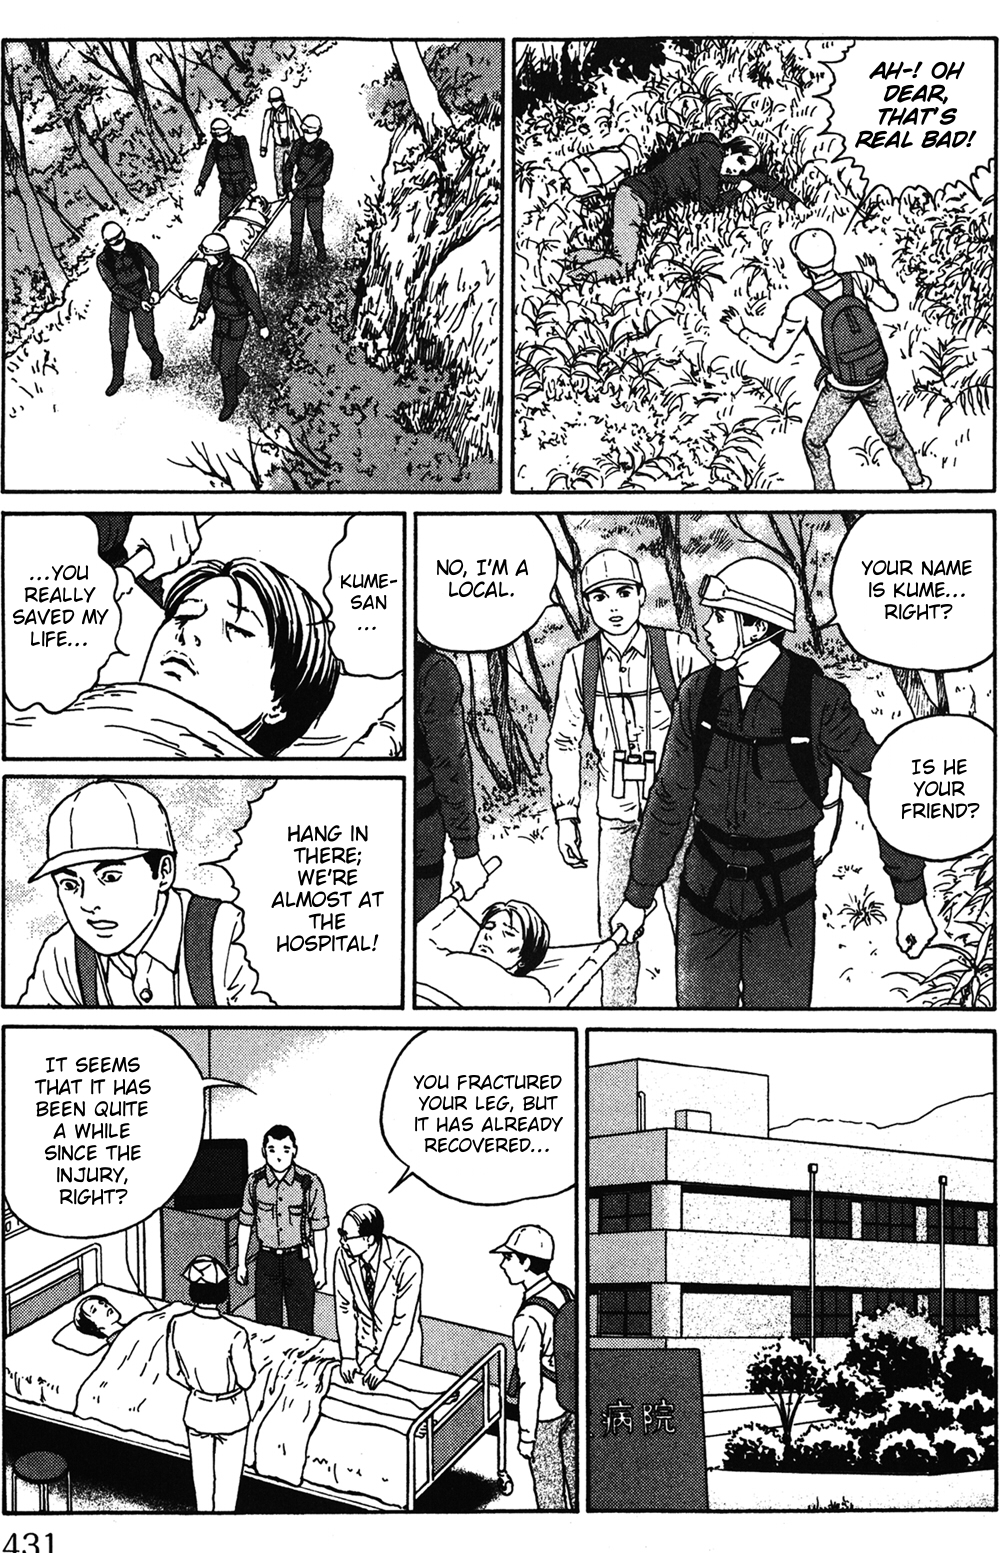 AH-! OH
DEAR,
THAT'S
REAL BAD!
YOUR NAME
IS KUME...
RIGHT?
NO, I'M A
LOCAL.
IS HE
YOUR
FRIEND?
KUME-
SAN
...
...YOU
REALLY
SAVED MY
LIFE...
HANG IN
THERE;
WE'RE
ALMOST AT
THE
HOSPITAL!
病院
YOU FRACTURED
YOUR LEG, BUT
IT HAS ALREADY
RECOVERED...
IT SEEMS
THAT IT HAS
BEEN QUITE
A WHILE
SINCE THE
INJURY,
RIGHT?
431